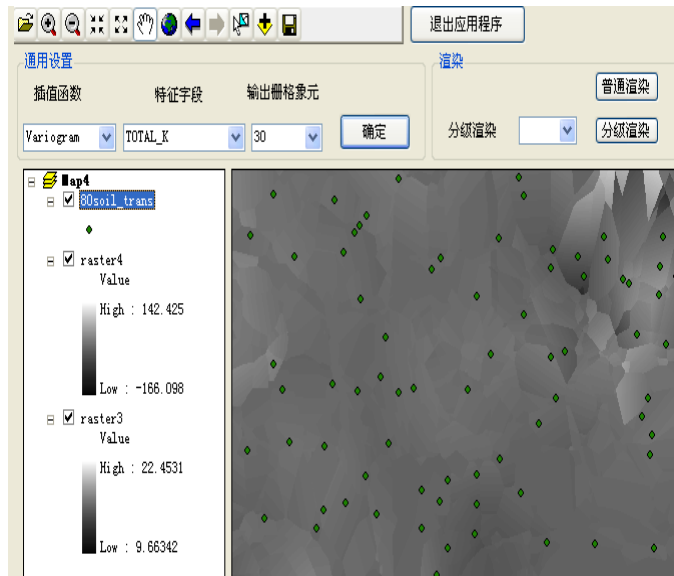 退出应用程序
通用设置
渲染
插值函数 特征字段 输出栅格象元
普通渲染
Variogram TOTAL_K 30 确定 分级渲染 分级渲染
Map4
80soil_trans
raster4
Value
High : 142.425
Low : -166.098
raster3
Value
High : 22.4531
Low : 9.66342